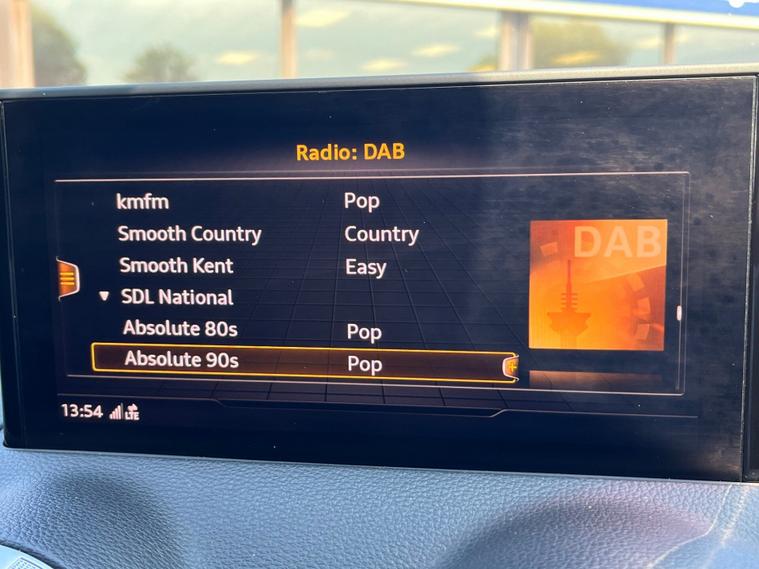 Radio: DAB
kmfm Pop
Smooth Country Country
Smooth Kent Easy
SDL National
Absolute 80s Pop
Absolute 90s Pop
DAB
13:54 LTE